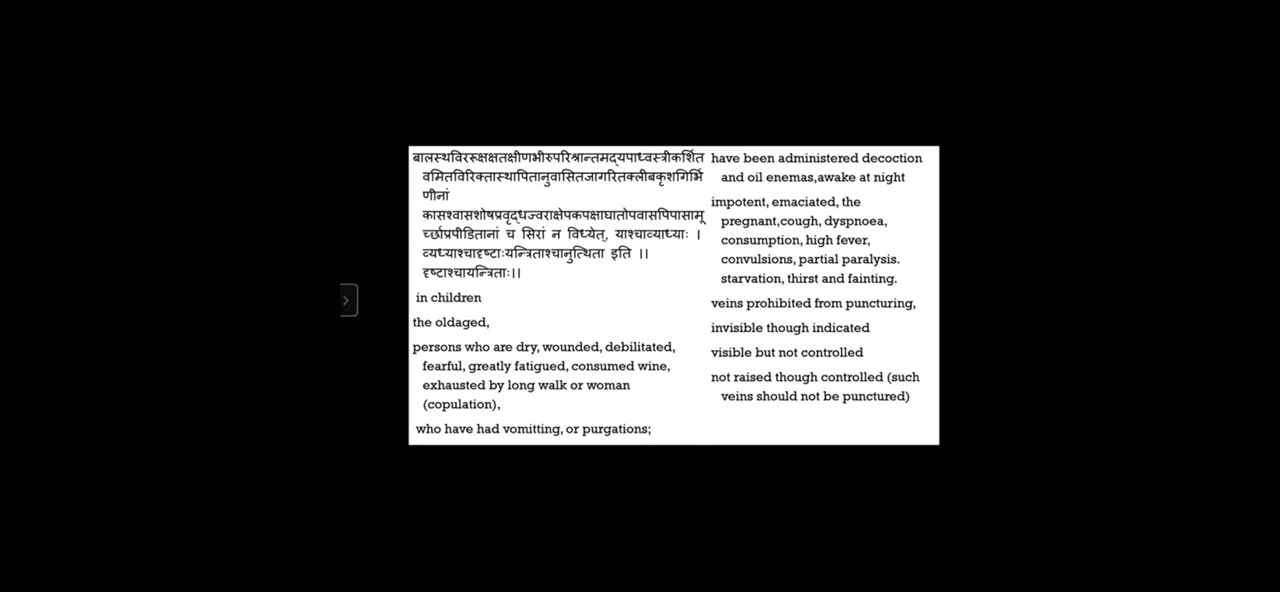 बालस्थविररूक्षक्षतक्षीणभीरुपरिश्रान्तमद्यपाध्वस्त्रीकर्शित
वमितविरिक्तास्थापितानुवासितजागरितक्लीबकृशगिर्भि
णीनां
कासश्वासशोषप्रवृद्धज्वराक्षेपकपक्षाघातोपवासपिपासामू
र्च्छाप्रपीडितानां च सिरां न विध्येत्, याश्चाव्याध्याः ।
व्यध्याश्चादृष्टाःयन्त्रिताश्चानुत्थिता इति ।।
दृष्टाश्चायन्त्रिताः।।
in children
the oldaged,
persons who are dry, wounded, debilitated,
fearful, greatly fatigued, consumed wine,
exhausted by long walk or woman
(copulation),
who have had vomitting, or purgations;
have been administered decoction
and oil enemas,awake at night
impotent, emaciated, the
pregnant,cough, dyspnoea,
consumption, high fever,
convulsions, partial paralysis.
starvation, thirst and fainting.
veins prohibited from puncturing,
invisible though indicated
visible but not controlled
not raised though controlled (such
veins should not be punctured)